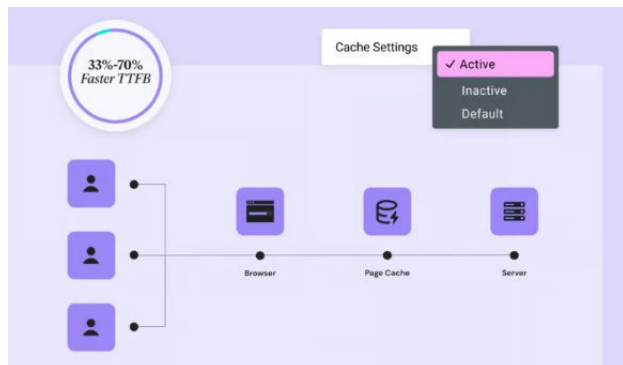 33%-70%
Faster TTFB
Cache Settings
✓ Active
Inactive
Default
Browser
Page Cache
Server